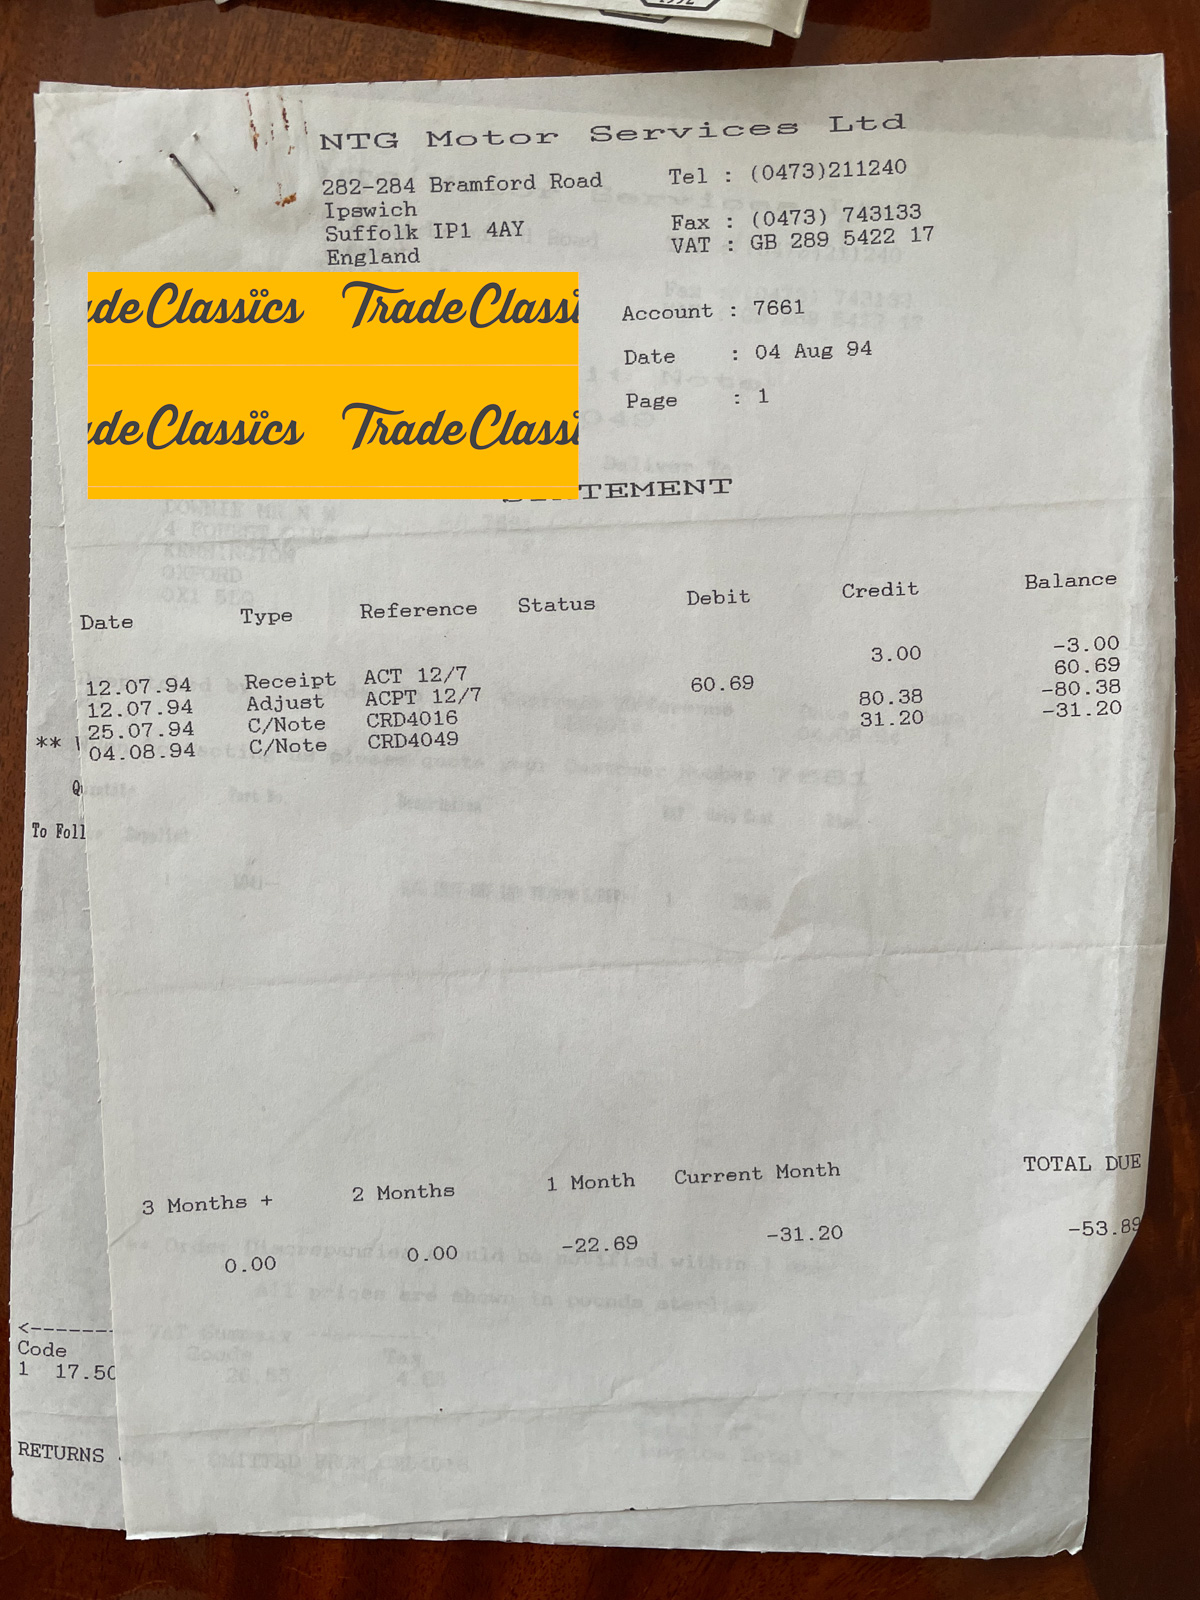 1992
NTG Motor Services Ltd
282-284 Bramford Road
Ipswich
Suffolk IP1 4AY
England
Tel : (0473)211240
Fax : (0473) 743133
VAT : GB 289 5422 17
adeClassïcs TradeClassi
adeClassïcs TradeClassi
Account : 7661
Date : 04 Aug 94
Page : 1
TEMENT
Date Type Reference Status Debit Credit Balance
12.07.94 Receipt ACT 12/7 3.00 -3.00
12.07.94 Adjust ACPT 12/7 60.69 60.69
25.07.94 C/Note CRD4016 80.38 -80.38
04.08.94 C/Note CRD4049 31.20 -31.20
**
To Foll
3 Months + 2 Months 1 Month Current Month TOTAL DUE
0.00 0.00 -22.69 -31.20 -53.89
<------
Code
1 17.50
RETURNS